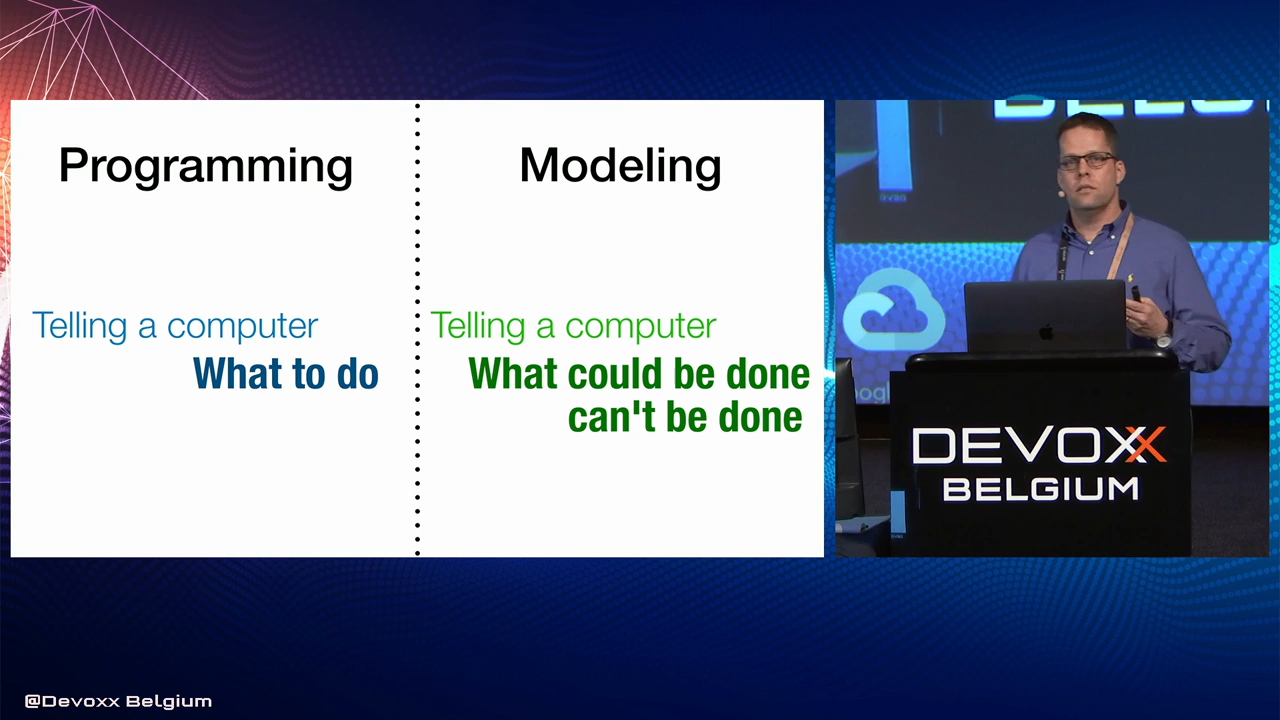 Programming
Modeling
Telling a computer
What to do
Telling a computer
What could be done
can't be done
DEVOXX
BELGIUM
@Devoxx Belgium